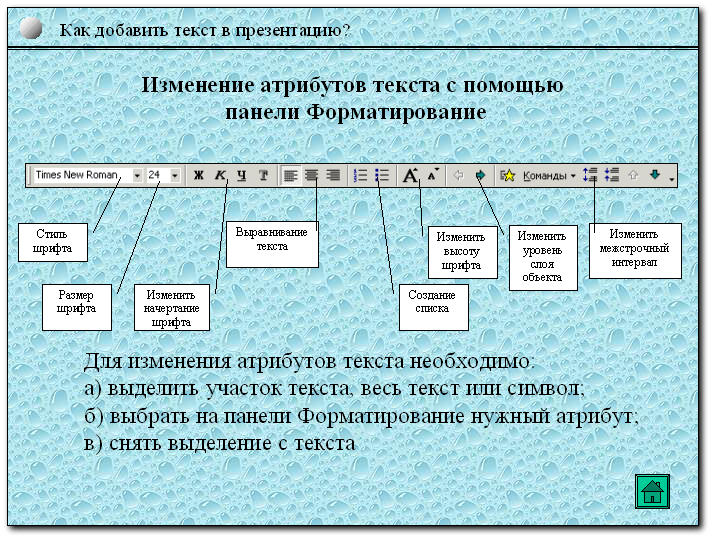 Как добавить текст в презентацию?
Изменение атрибутов текста с помощью
панели Форматирование
Times New Roman 24 Ж К Ч Т А А Команды
Стиль
шрифта
Размер
шрифта
Изменить
начертание
шрифта
Выравнивание
текста
Создание
списка
Изменить
высоту
шрифта
Изменить
уровень
слоя
объекта
Изменить
межстрочный
интервал
Для изменения атрибутов текста необходимо:
а) выделить участок текста, весь текст или символ;
б) выбрать на панели Форматирование нужный атрибут;
в) снять выделение с текста